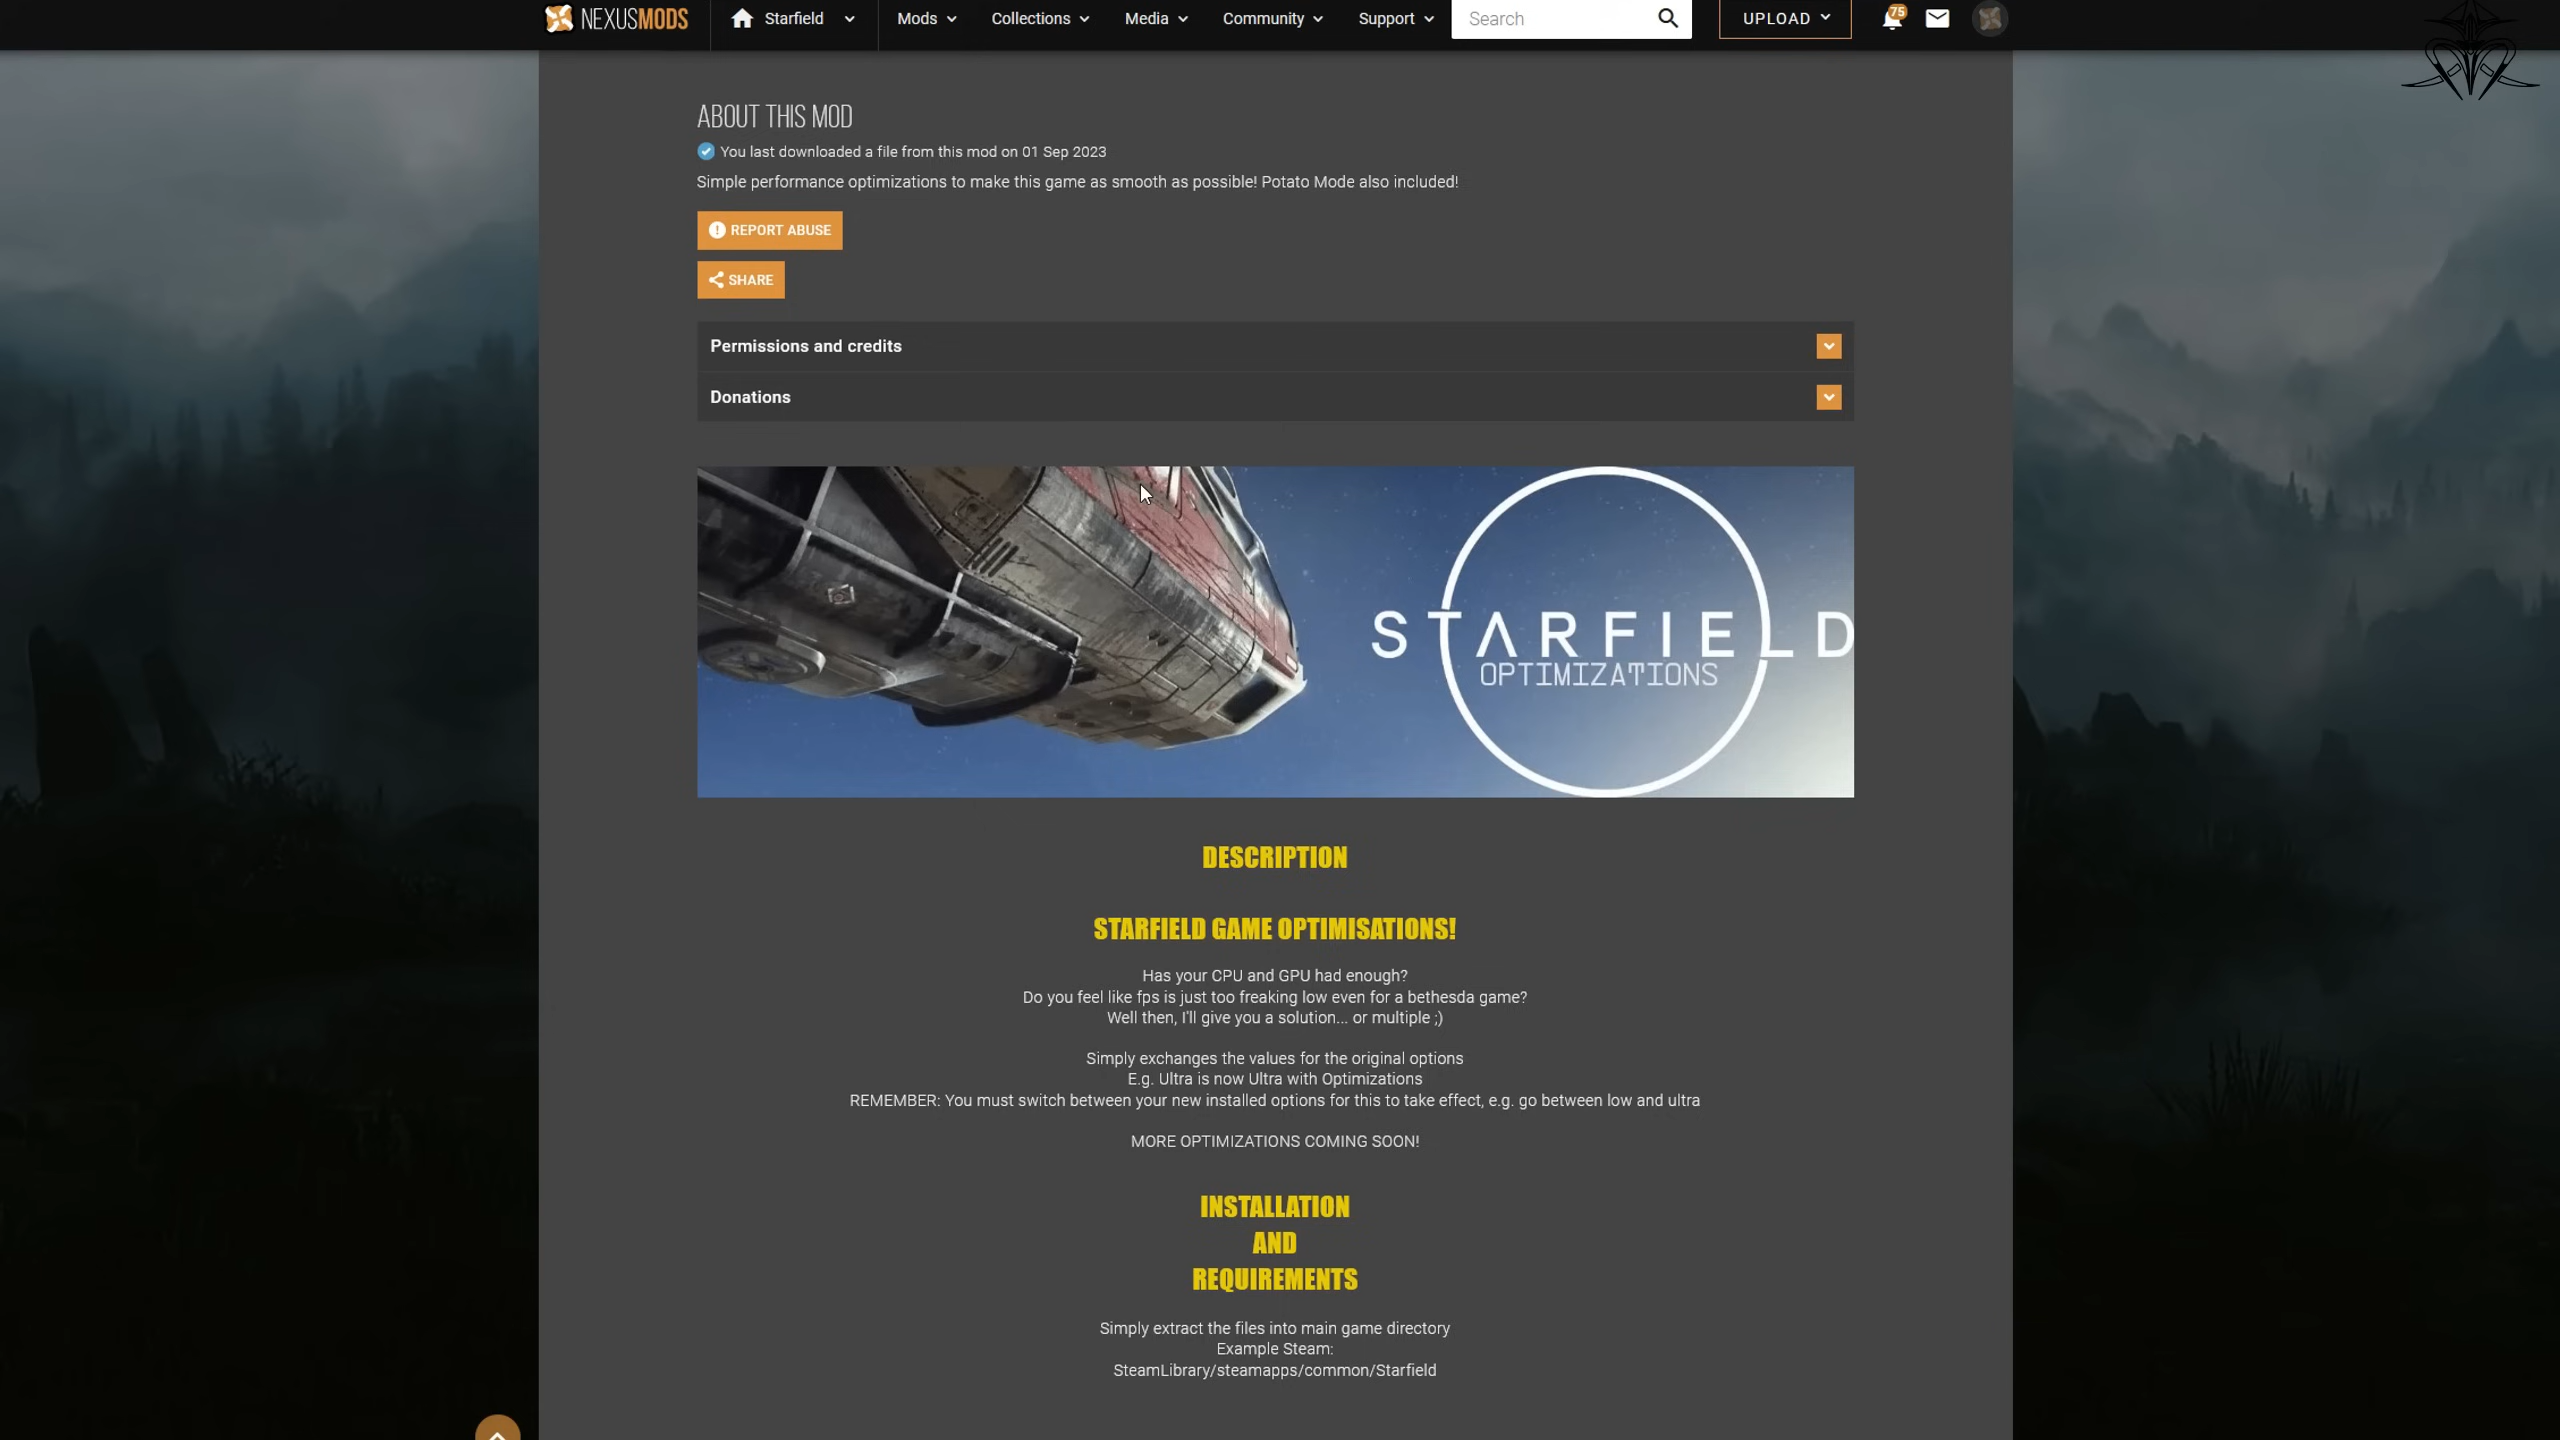 NEXUSMODS
Starfield
Mods
Collections
Media
Community
Support
Search
UPLOAD
75
ABOUT THIS MOD
You last downloaded a file from this mod on 01 Sep 2023
Simple performance optimizations to make this game as smooth as possible! Potato Mode also included!
REPORT ABUSE
SHARE
Permissions and credits
Donations
STARFIELD
OPTIMIZATIONS
DESCRIPTION
STARFIELD GAME OPTIMISATIONS!
Has your CPU and GPU had enough?
Do you feel like fps is just too freaking low even for a bethesda game?
Well then, I'll give you a solution... or multiple ;)
Simply exchanges the values for the original options
E.g. Ultra is now Ultra with Optimizations
REMEMBER: You must switch between your new installed options for this to take effect, e.g. go between low and ultra
MORE OPTIMIZATIONS COMING SOON!
INSTALLATION
AND
REQUIREMENTS
Simply extract the files into main game directory
Example Steam:
SteamLibrary/steamapps/common/Starfield